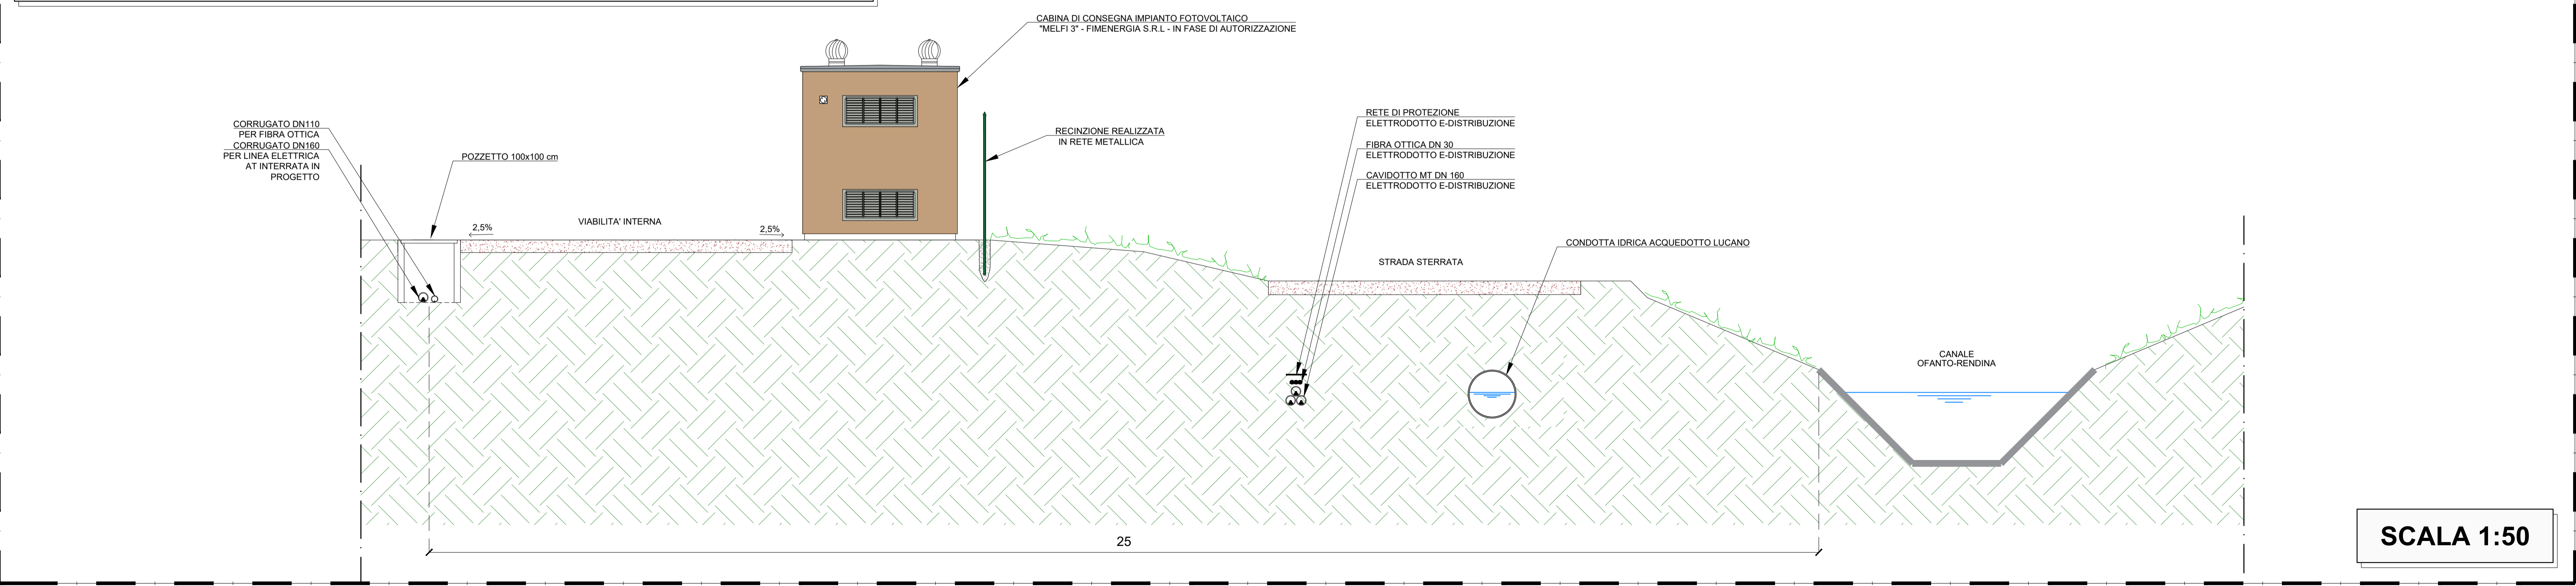 CABINA DI CONSEGNA IMPIANTO FOTOVOLTAICO
"MELFI 3" - FIMENERGIA S.R.L - IN FASE DI AUTORIZZAZIONE
CORRUGATO DN110
PER FIBRA OTTICA
CORRUGATO DN160
PER LINEA ELETTRICA
AT INTERRATA IN
PROGETTO
POZZETTO 100x100 cm
RECINZIONE REALIZZATA
IN RETE METALLICA
RETE DI PROTEZIONE
ELETTRODOTTO E-DISTRIBUZIONE
FIBRA OTTICA DN 30
ELETTRODOTTO E-DISTRIBUZIONE
CAVIDOTTO MT DN 160
ELETTRODOTTO E-DISTRIBUZIONE
2,5%
VIABILITA' INTERNA
2,5%
STRADA STERRATA
CONDOTTA IDRICA ACQUEDOTTO LUCANO
CANALE
OFANTO-RENDINA
25
SCALA 1:50